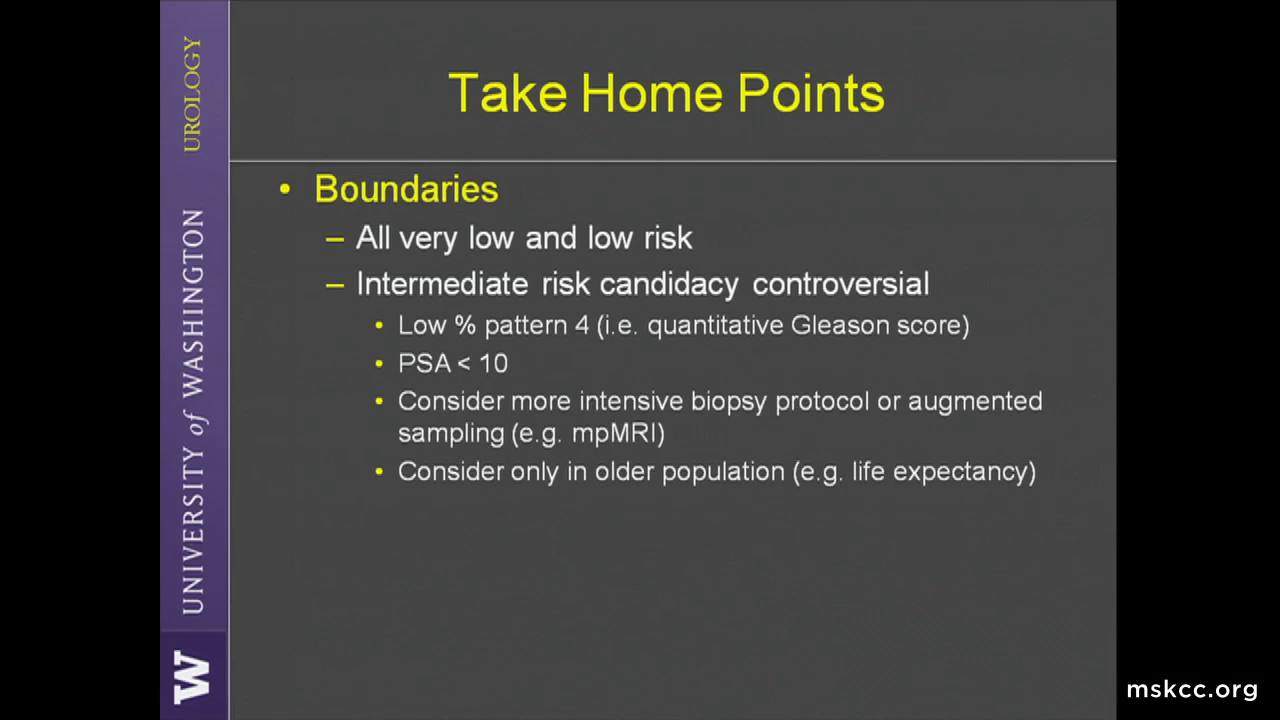 Take Home Points
• Boundaries
– All very low and low risk
– Intermediate risk candidacy controversial
• Low % pattern 4 (i.e. quantitative Gleason score)
• PSA < 10
• Consider more intensive biopsy protocol or augmented
sampling (e.g. mpMRI)
• Consider only in older population (e.g. life expectancy)
UROLOGY
UNIVERSITY of WASHINGTON
W
mskcc.org